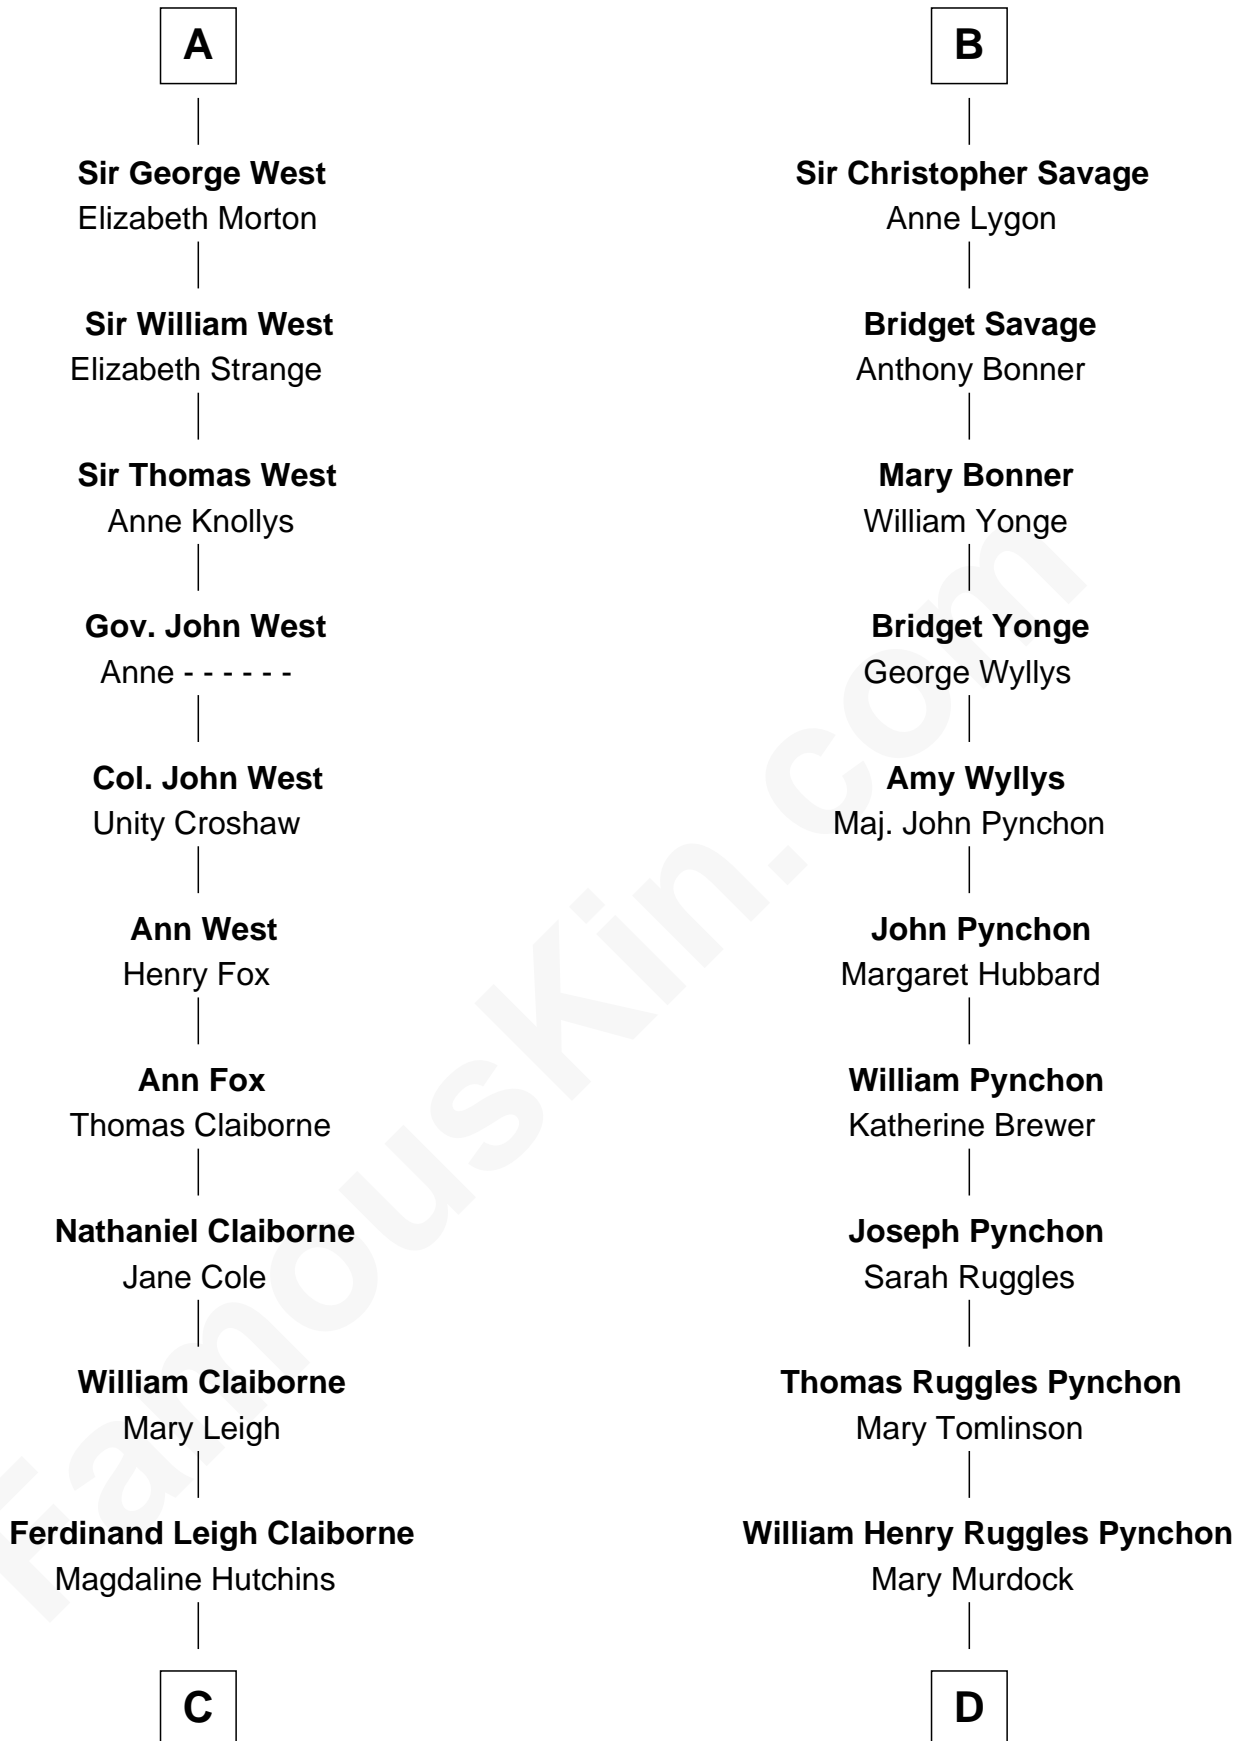 A
Sir George West
Elizabeth Morton
Sir William West
Elizabeth Strange
Sir Thomas West
Anne Knollys
Gov. John West
Anne - - - - - -
Col. John West
Unity Croshaw
Ann West
Henry Fox
Ann Fox
Thomas Claiborne
Nathaniel Claiborne
Jane Cole
William Claiborne
Mary Leigh
Ferdinand Leigh Claiborne
Magdaline Hutchins
C
B
Sir Christopher Savage
Anne Lygon
Bridget Savage
Anthony Bonner
Mary Bonner
William Yonge
Bridget Yonge
George Wyllys
Amy Wyllys
Maj. John Pynchon
John Pynchon
Margaret Hubbard
William Pynchon
Katherine Brewer
Joseph Pynchon
Sarah Ruggles
Thomas Ruggles Pynchon
Mary Tomlinson
William Henry Ruggles Pynchon
Mary Murdock
D
FamousKin.com